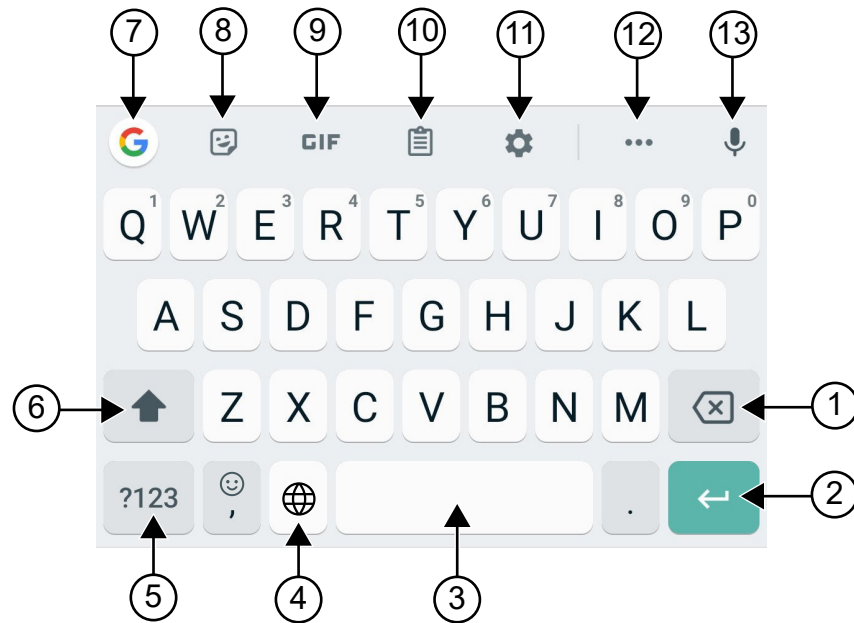 7 8 9 10 11 12 13
G GIF
Q1 W2 E3 R4 T5 Y6 U7 I8 O9 P0
A S D F G H J K L
6 Z X C V B N M 1
?123 , . 2
5 4 3